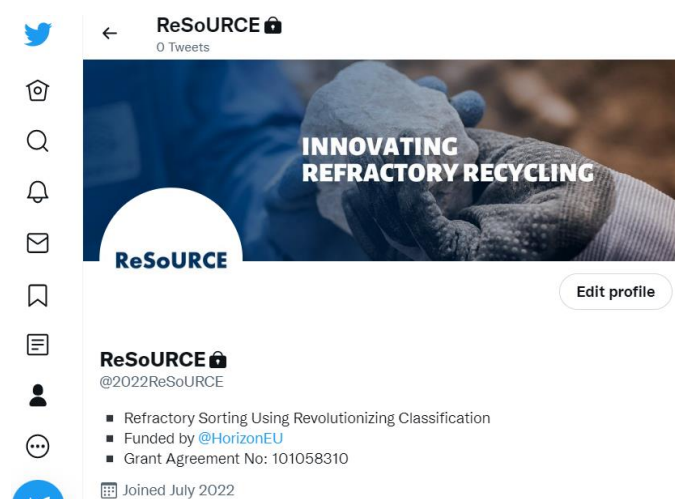 ReSoURCE
0 Tweets
INNOVATING
REFRACTORY RECYCLING
ReSoURCE
Edit profile
ReSoURCE
@2022ReSoURCE
▪ Refractory Sorting Using Revolutionizing Classification
▪ Funded by @HorizonEU
▪ Grant Agreement No: 101058310
Joined July 2022